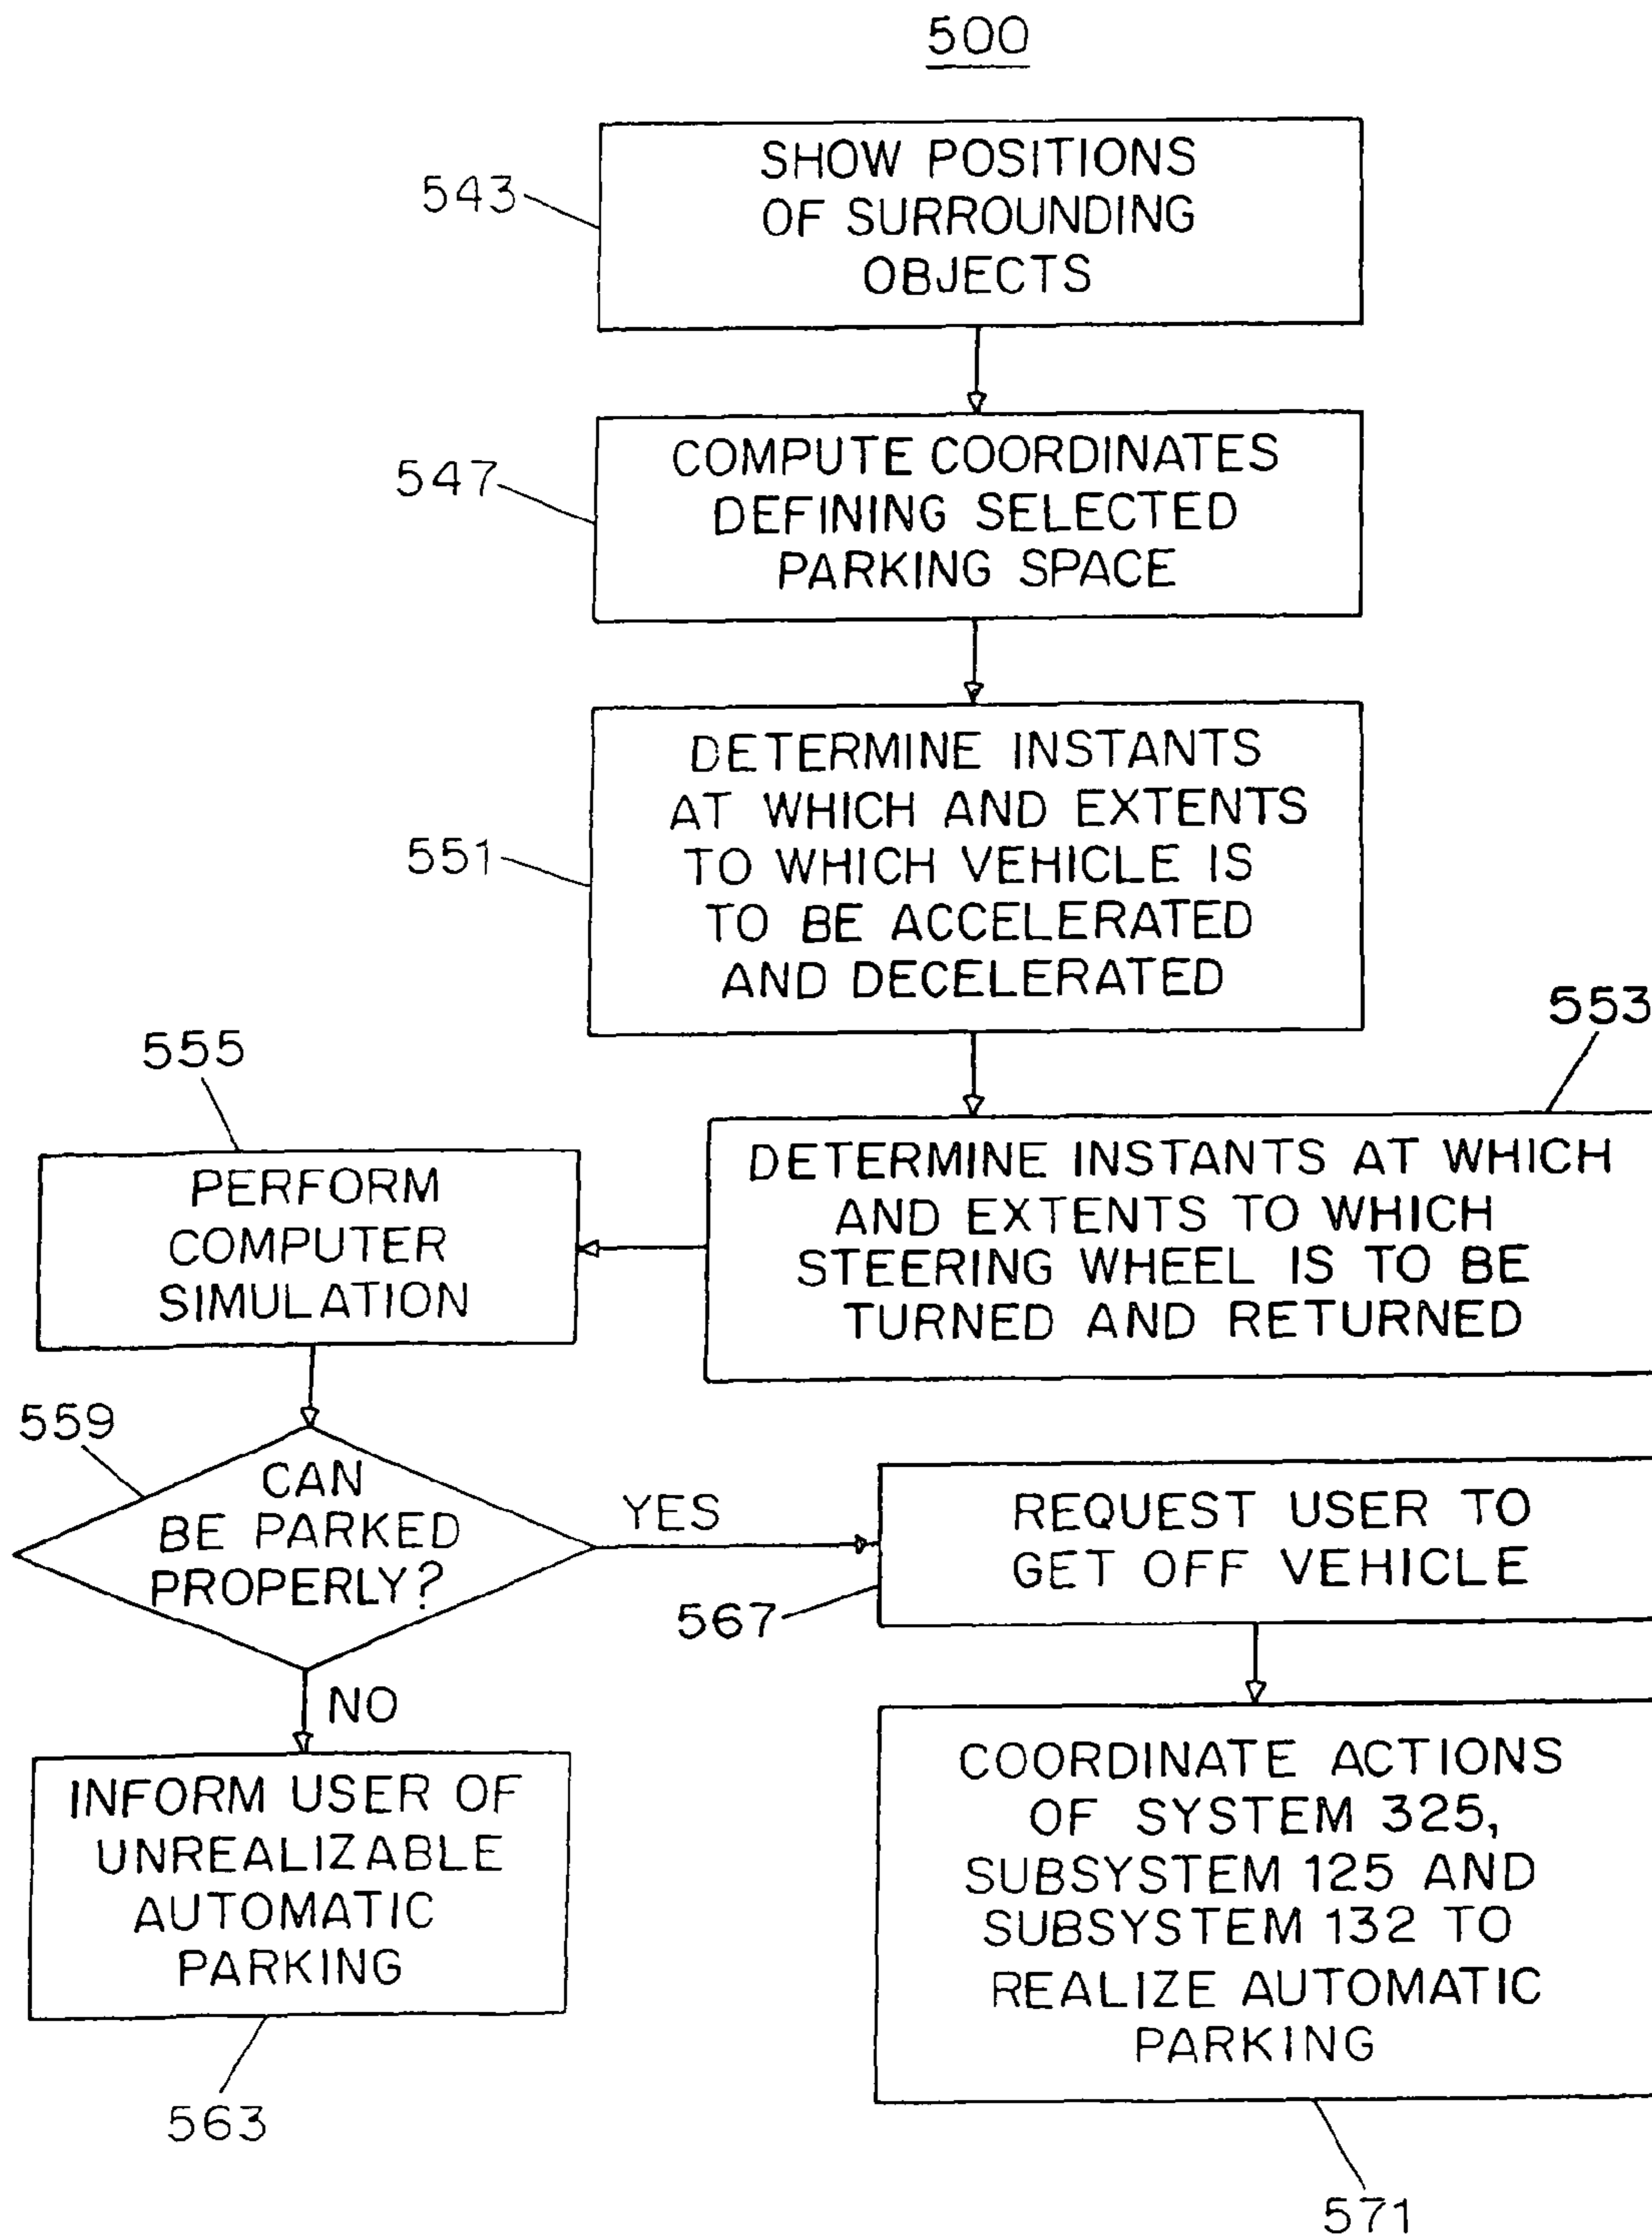 500
543
SHOW POSITIONS
OF SURROUNDING
OBJECTS
547
COMPUTE COORDINATES
DEFINING SELECTED
PARKING SPACE
551
DETERMINE INSTANTS
AT WHICH AND EXTENTS
TO WHICH VEHICLE IS
TO BE ACCELERATED
AND DECELERATED
553
DETERMINE INSTANTS AT WHICH
AND EXTENTS TO WHICH
STEERING WHEEL IS TO BE
TURNED AND RETURNED
555
PERFORM
COMPUTER
SIMULATION
559
CAN
BE PARKED
PROPERLY?
YES
NO
567
REQUEST USER TO
GET OFF VEHICLE
INFORM USER OF
UNREALIZABLE
AUTOMATIC
PARKING
563
COORDINATE ACTIONS
OF SYSTEM 325,
SUBSYSTEM 125 AND
SUBSYSTEM 132 TO
REALIZE AUTOMATIC
PARKING
571